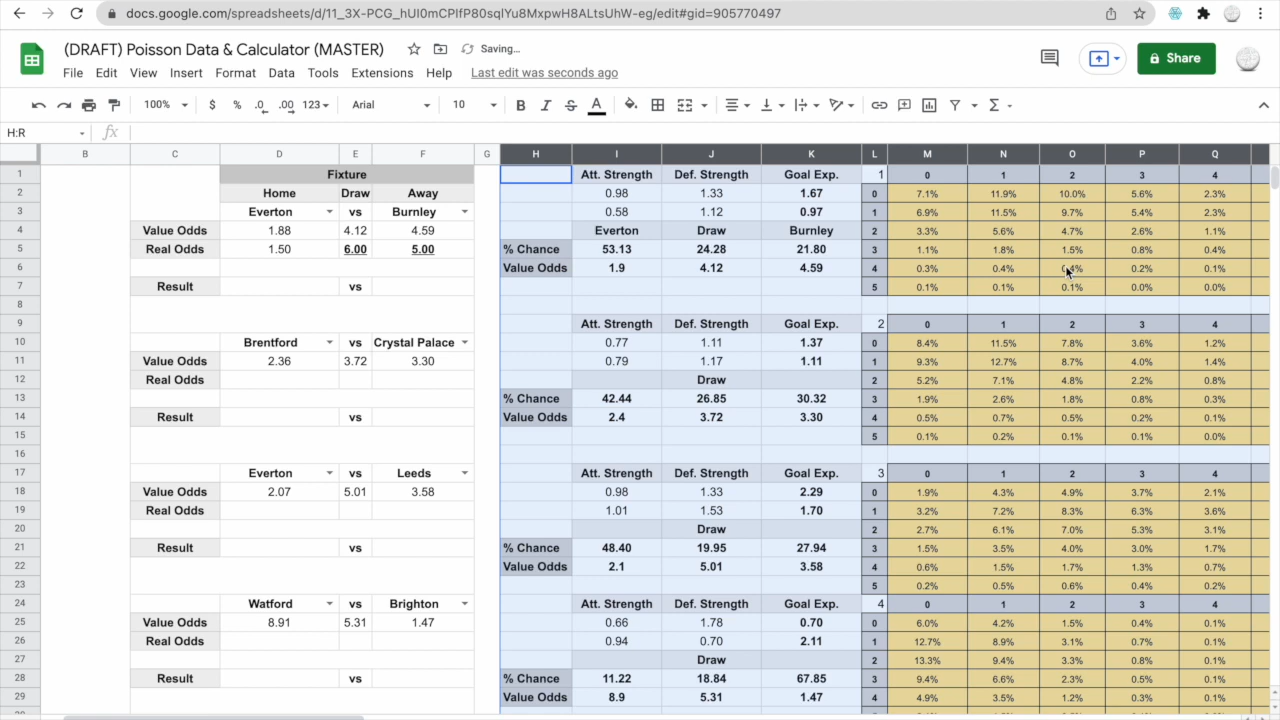 docs.google.com/spreadsheets/d/11_3X-PCG_hUI0mCPIfP80sqIYu8MxpwH8ALtsUhW-eg/edit#gid=905770497
(DRAFT) Poisson Data & Calculator (MASTER) Saving...
File Edit View Insert Format Data Tools Extensions Help Last edit was seconds ago
Share
100% $ % .0 .00 123 Arial 10 B I S A
H:R fx
B C D E F G H I J K L M N O P Q
1 Fixture Att. Strength Def. Strength Goal Exp. 1 0 1 2 3 4
2 Home Draw Away 0.98 1.33 1.67 0 7.1% 11.9% 10.0% 5.6% 2.3%
3 Everton vs Burnley 0.58 1.12 0.97 1 6.9% 11.5% 9.7% 5.4% 2.3%
4 Value Odds 1.88 4.12 4.59 Everton Draw Burnley 2 3.3% 5.6% 4.7% 2.6% 1.1%
5 Real Odds 1.50 6.00 5.00 % Chance 53.13 24.28 21.80 3 1.1% 1.8% 1.5% 0.8% 0.4%
6 Value Odds 1.9 4.12 4.59 4 0.3% 0.4% 0.4% 0.2% 0.1%
7 Result vs 5 0.1% 0.1% 0.1% 0.0% 0.0%
8
9 Att. Strength Def. Strength Goal Exp. 2 0 1 2 3 4
10 Brentford vs Crystal Palace 0.77 1.11 1.37 0 8.4% 11.5% 7.8% 3.6% 1.2%
11 Value Odds 2.36 3.72 3.30 0.79 1.17 1.11 1 9.3% 12.7% 8.7% 4.0% 1.4%
12 Real Odds Draw 2 5.2% 7.1% 4.8% 2.2% 0.8%
13 % Chance 42.44 26.85 30.32 3 1.9% 2.6% 1.8% 0.8% 0.3%
14 Result vs Value Odds 2.4 3.72 3.30 4 0.5% 0.7% 0.5% 0.2% 0.1%
15 5 0.1% 0.2% 0.1% 0.1% 0.0%
16
17 Everton vs Leeds Att. Strength Def. Strength Goal Exp. 3 0 1 2 3 4
18 Value Odds 2.07 5.01 3.58 0.98 1.33 2.29 0 1.9% 4.3% 4.9% 3.7% 2.1%
19 Real Odds 1.01 1.53 1.70 1 3.2% 7.2% 8.3% 6.3% 3.6%
20 Draw 2 2.7% 6.1% 7.0% 5.3% 3.1%
21 Result vs % Chance 48.40 19.95 27.94 3 1.5% 3.5% 4.0% 3.0% 1.7%
22 Value Odds 2.1 5.01 3.58 4 0.6% 1.5% 1.7% 1.3% 0.7%
23 5 0.2% 0.5% 0.6% 0.4% 0.2%
24 Watford vs Brighton Att. Strength Def. Strength Goal Exp. 4 0 1 2 3 4
25 Value Odds 8.91 5.31 1.47 0.66 1.78 0.70 0 6.0% 4.2% 1.5% 0.4% 0.1%
26 Real Odds 0.94 0.70 2.11 1 12.7% 8.9% 3.1% 0.7% 0.1%
27 Draw 2 13.3% 9.4% 3.3% 0.8% 0.1%
28 Result vs % Chance 11.22 18.84 67.85 3 9.4% 6.6% 2.3% 0.5% 0.1%
29 Value Odds 8.9 5.31 1.47 4 4.9% 3.5% 1.2% 0.3% 0.1%